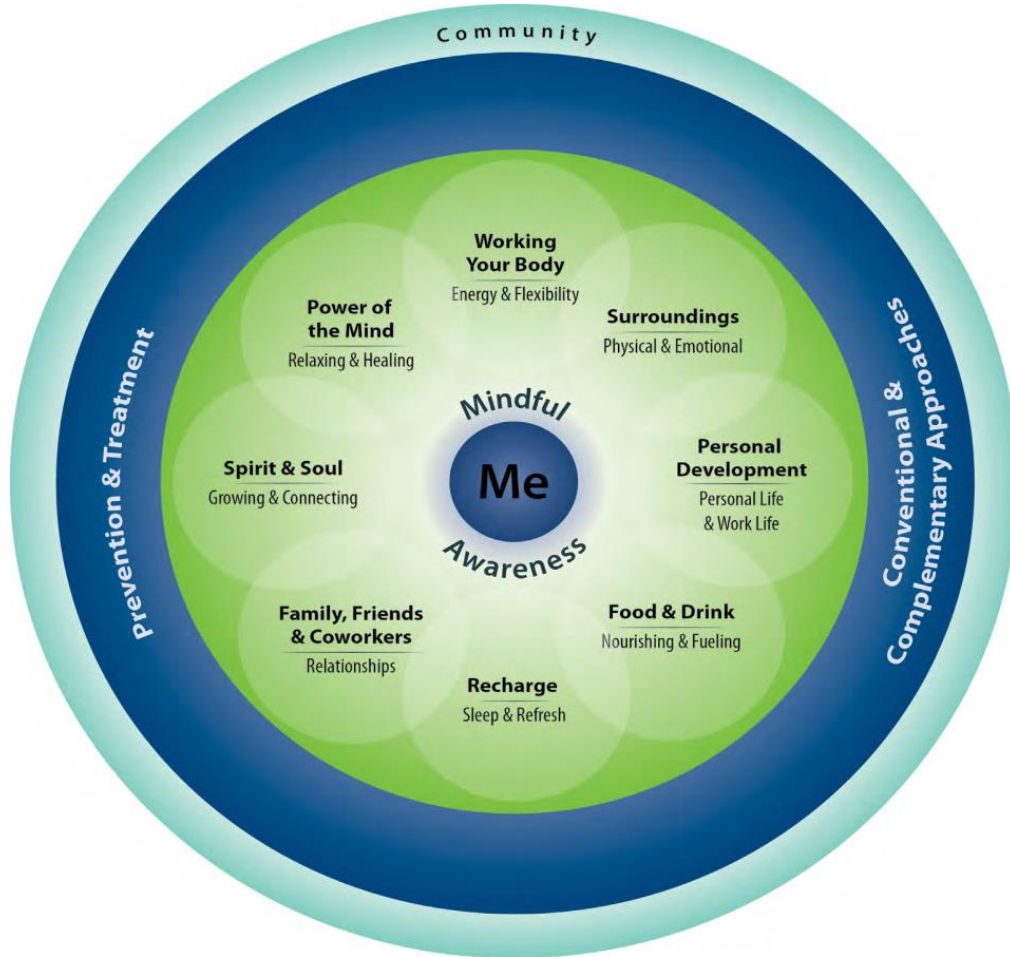 Community
Prevention & Treatment
Conventional &
Complementary Approaches
Working
Your Body
Energy & Flexibility
Surroundings
Physical & Emotional
Personal
Development
Personal Life
& Work Life
Food & Drink
Nourishing & Fueling
Recharge
Sleep & Refresh
Family, Friends
& Coworkers
Relationships
Spirit & Soul
Growing & Connecting
Power of
the Mind
Relaxing & Healing
Mindful
Me
Awareness